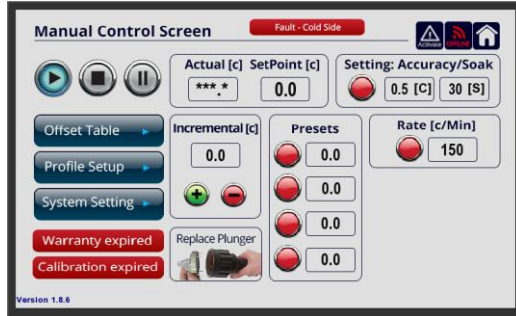 Manual Control Screen
Fault - Cold Side
Activate
OFFLINE
Actual [c] SetPoint [c]
***.* 0.0
Setting: Accuracy/Soak
0.5 [C] 30 [S]
Offset Table
Profile Setup
System Setting
Incremental[c]
0.0
Presets
0.0
0.0
0.0
0.0
Rate [c/Min]
150
Warranty expired
Calibration expired
Replace Plunger
Version 1.8.6